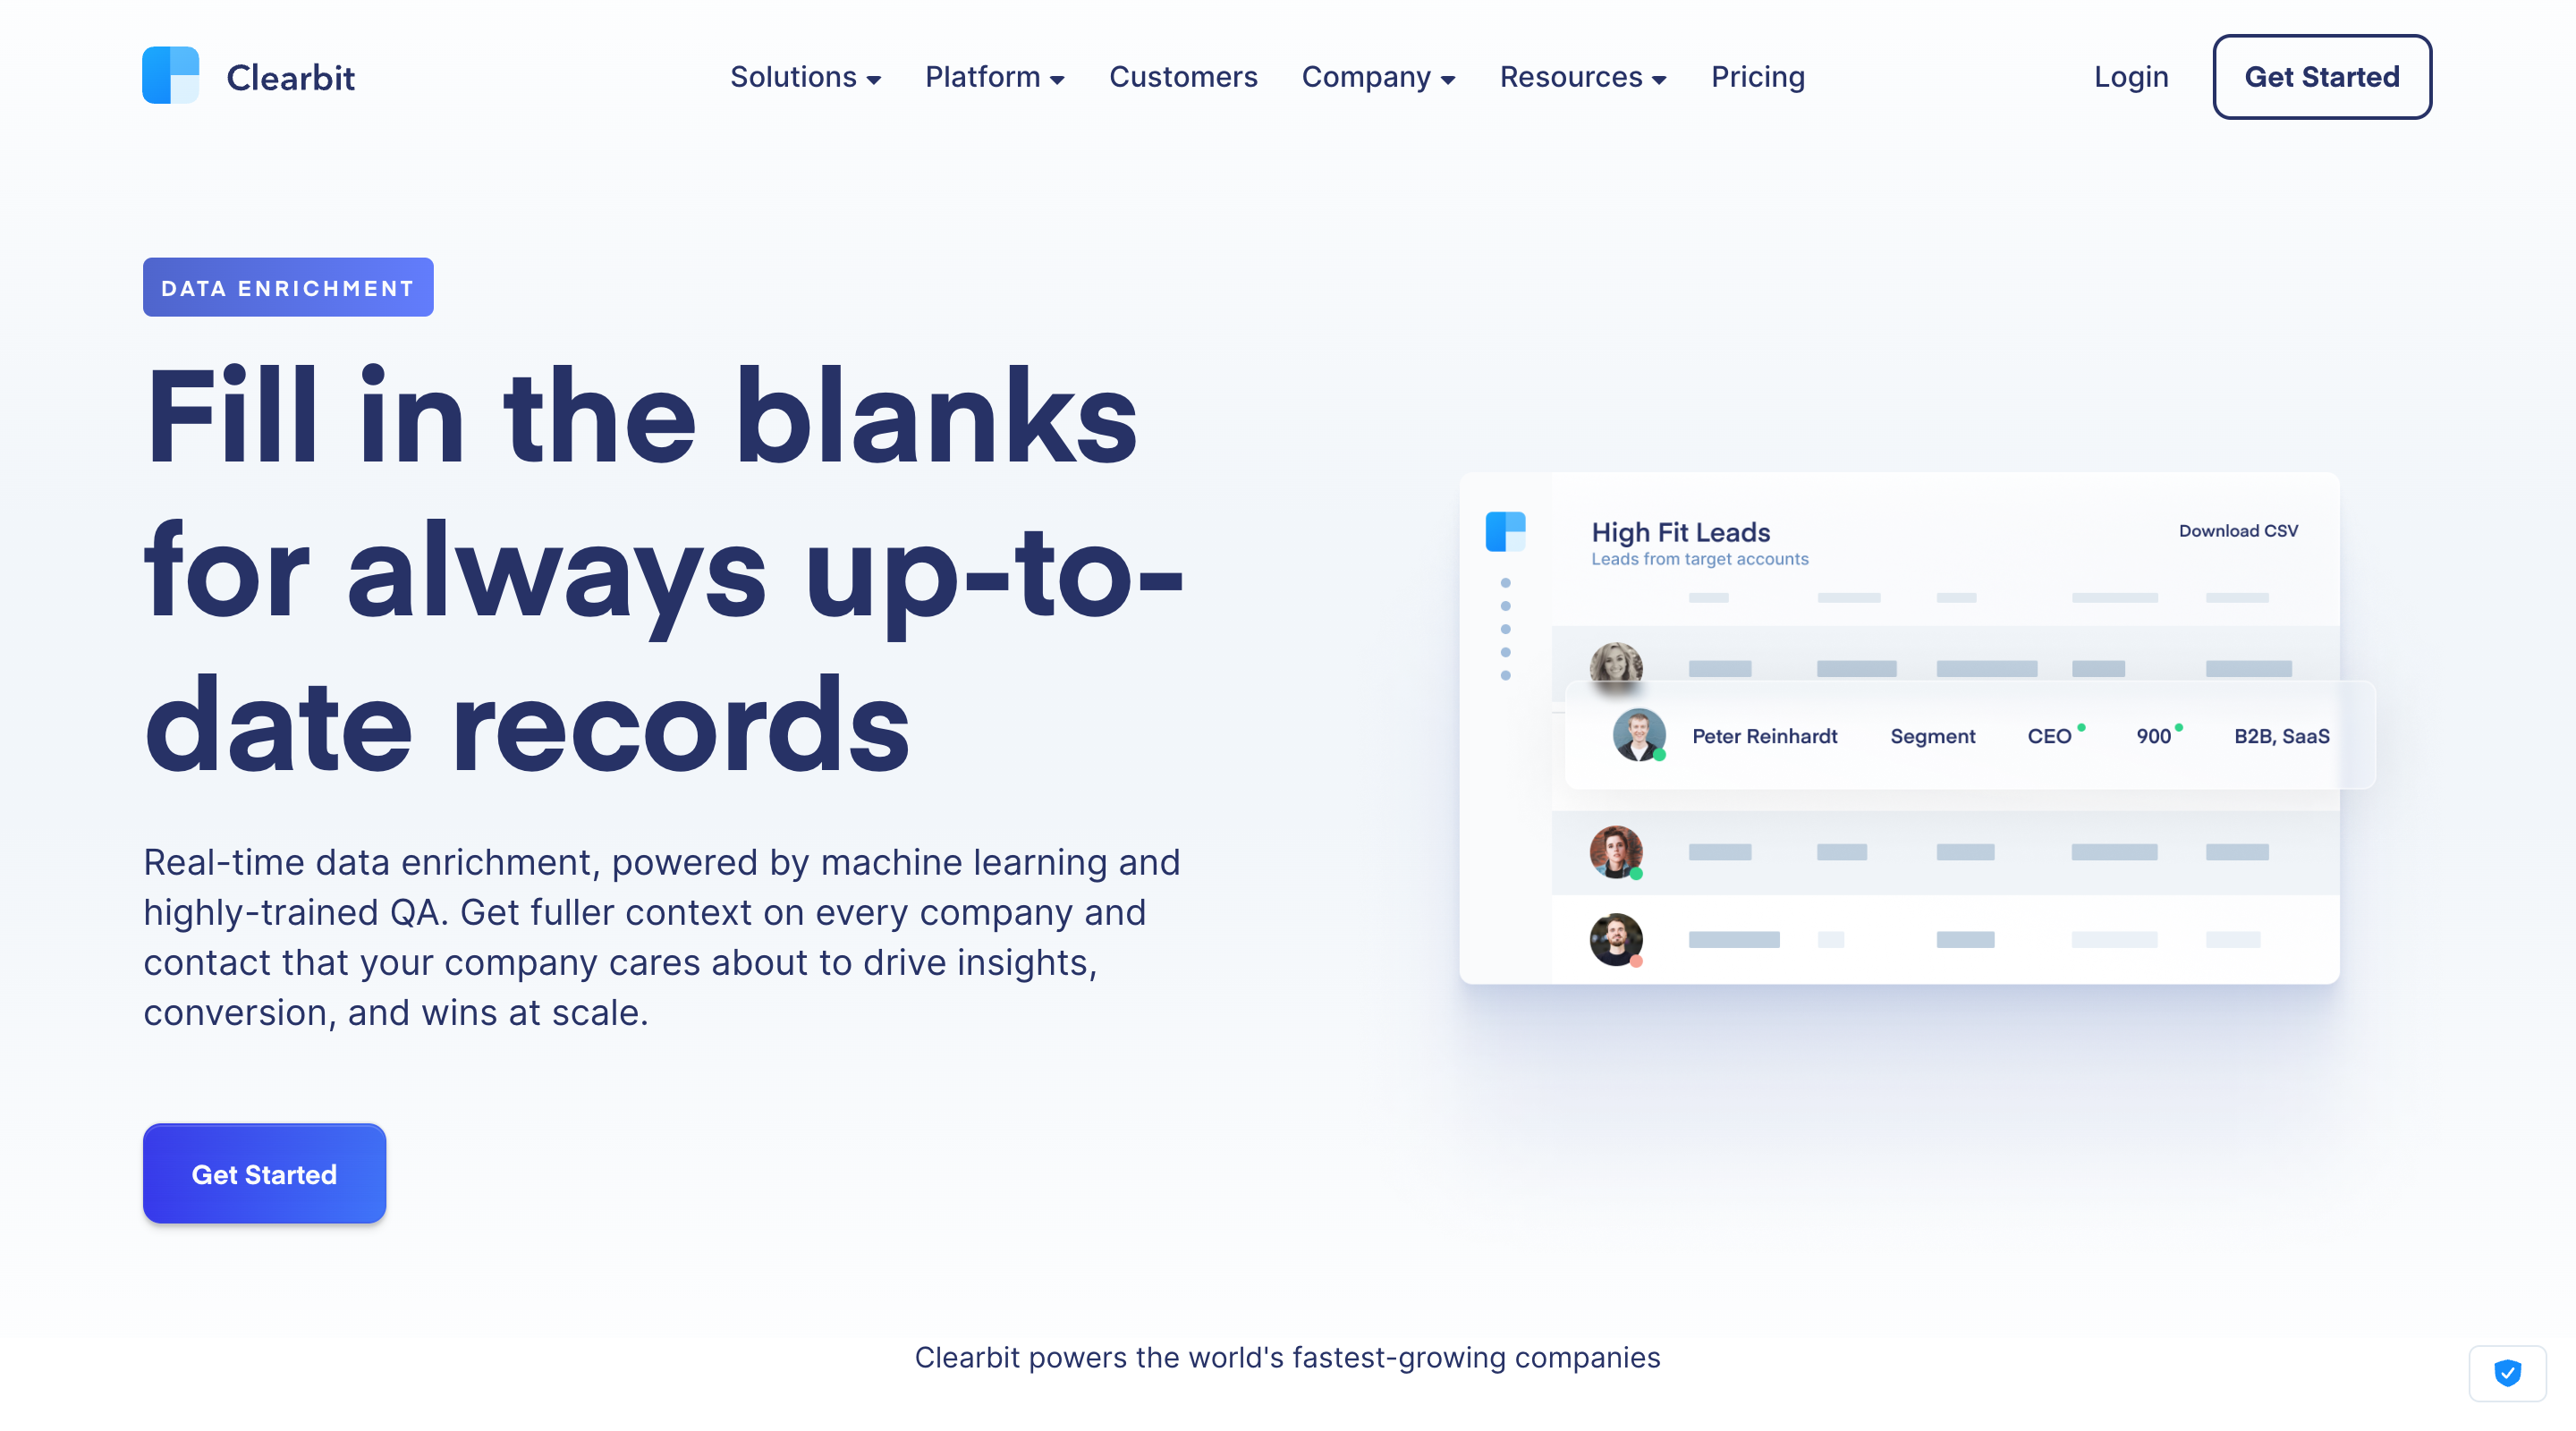 Clearbit
Solutions Platform Customers Company Resources Pricing
Login Get Started
DATA ENRICHMENT
Fill in the blanks
for always up-to-
date records
Real-time data enrichment, powered by machine learning and
highly-trained QA. Get fuller context on every company and
contact that your company cares about to drive insights,
conversion, and wins at scale.
Get Started
High Fit Leads
Download CSV
Leads from target accounts
Peter Reinhardt Segment CEO 900 B2B, SaaS
Clearbit powers the world's fastest-growing companies